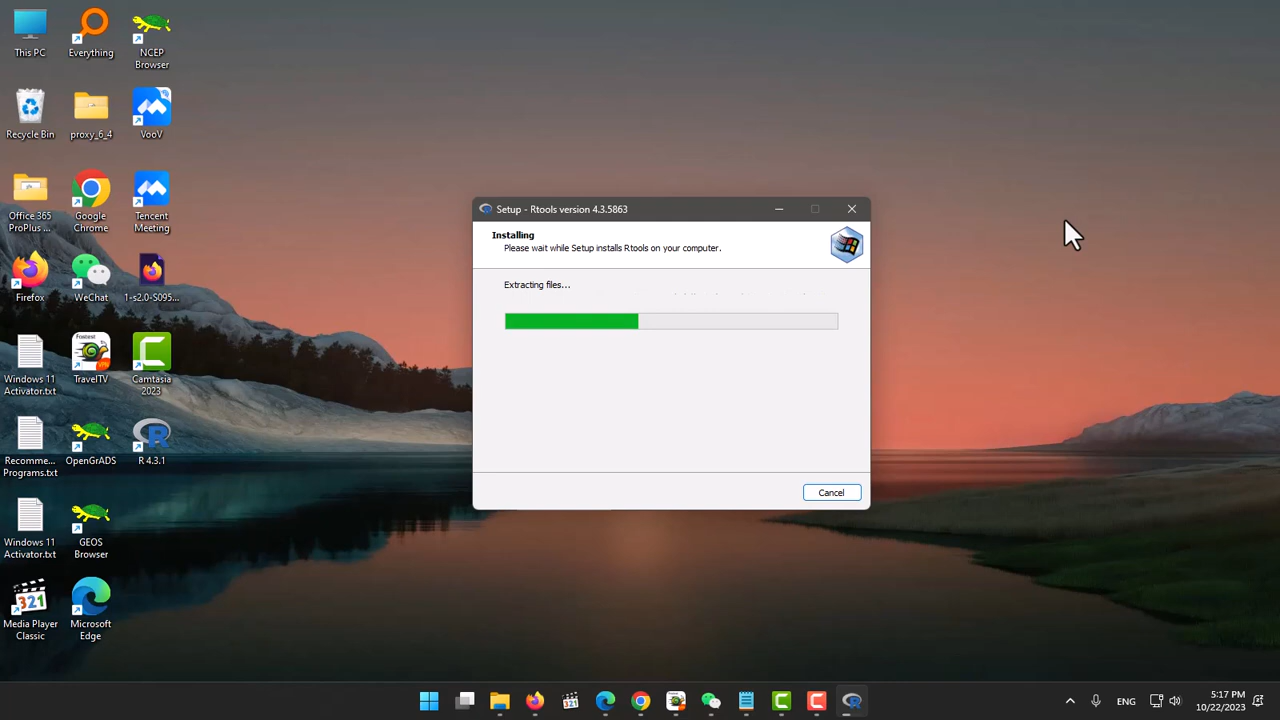 This PC
Everything
NCEP
Browser
Recycle Bin
proxy_6_4
VooV
Office 365
ProPlus ...
Google
Chrome
Tencent
Meeting
Firefox
WeChat
1-s2.0-S095...
Windows 11
Activator.txt
Footest
TravelTV
Camtasia
2023
Recomme...
Programs.txt
OpenGrADS
R 4.3.1
Windows 11
Activator.txt
GEOS
Browser
321
Media Player
Classic
Microsoft
Edge
Setup - Rtools version 4.3.5863
Installing
Please wait while Setup installs Rtools on your computer.
Extracting files...
Cancel
ENG
5:17 PM
10/22/2023